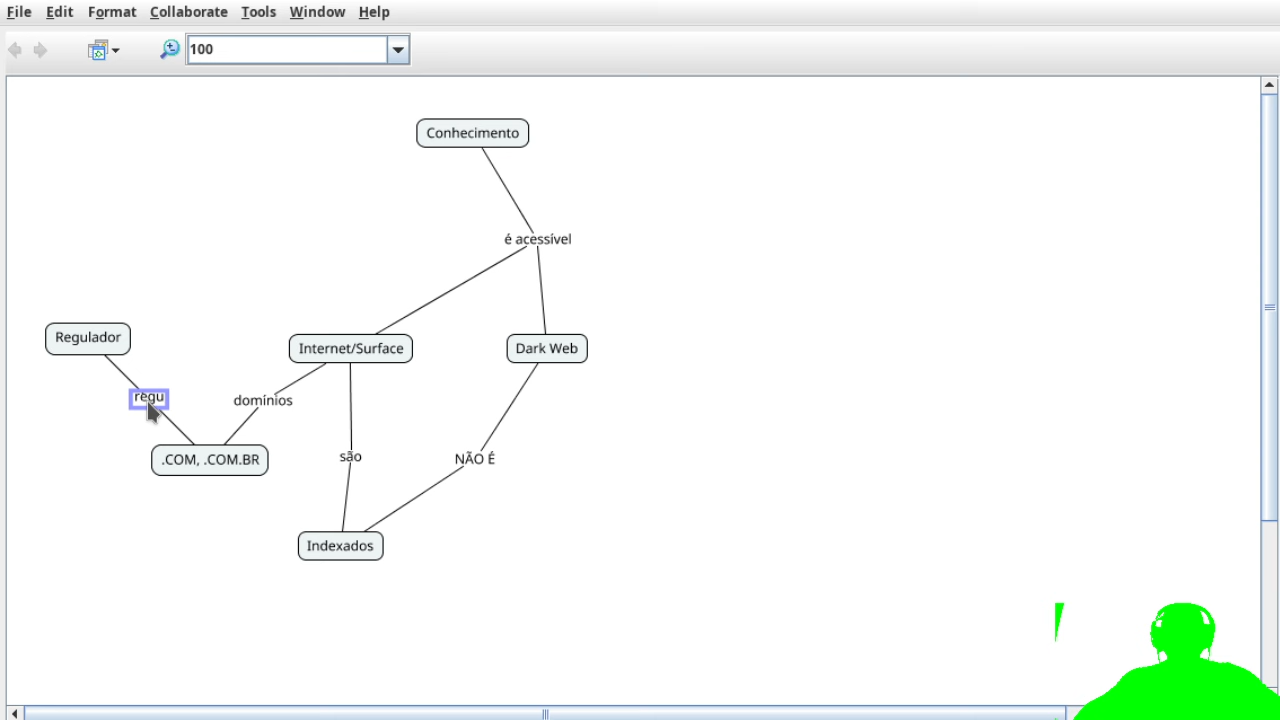 File Edit Format Collaborate Tools Window Help
100
Conhecimento
é acessível
Regulador
Internet/Surface
Dark Web
regu
domínios
.COM, .COM.BR
são
NÃO É
Indexados